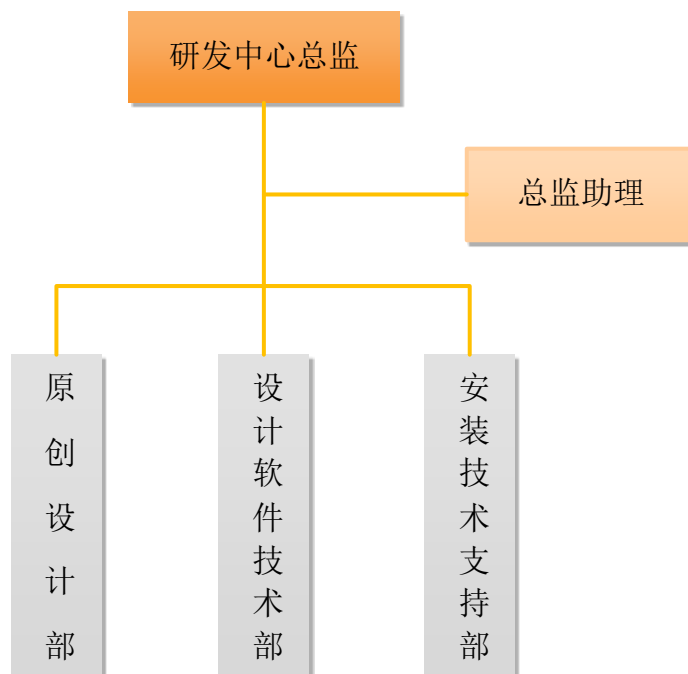 研发中心总监
总监助理
原创设计部
设计软件技术部
安装技术支持部